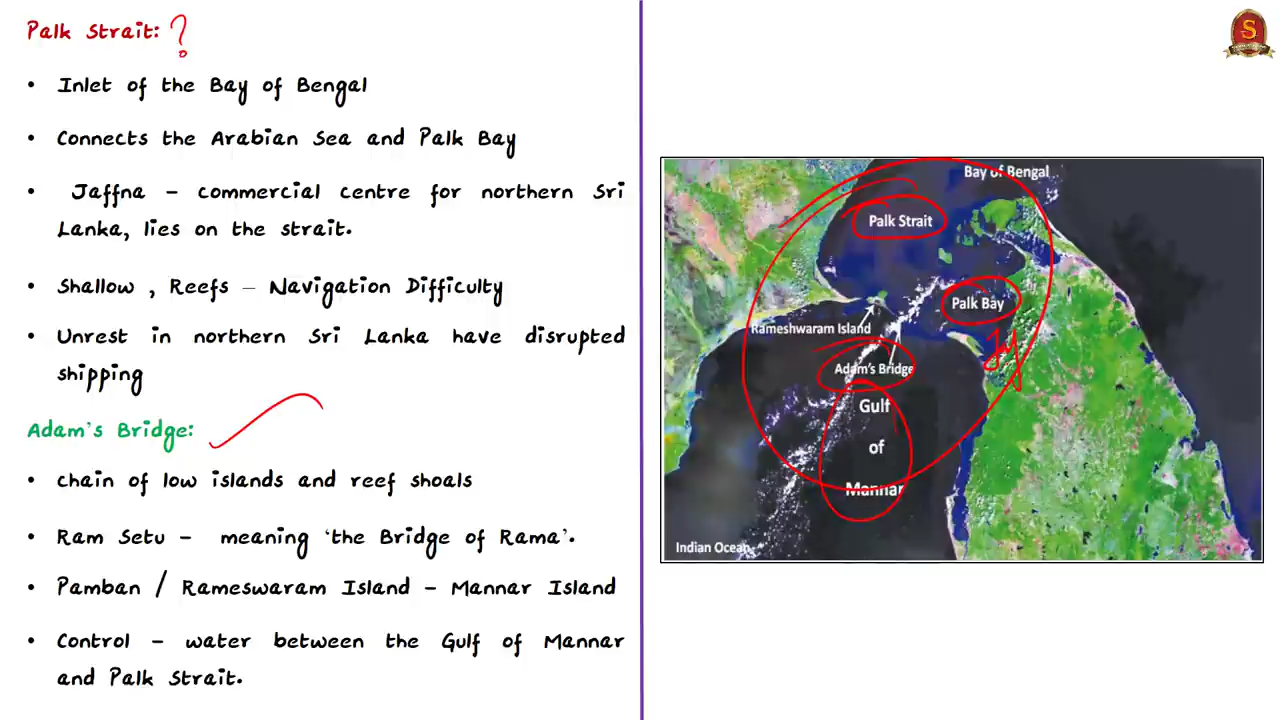 Palk Strait: ?
• Inlet of the Bay of Bengal
• Connects the Arabian Sea and Palk Bay
• Jaffna – commercial centre for northern Sri
Lanka, lies on the strait.
• Shallow , Reefs – Navigation Difficulty
• Unrest in northern Sri Lanka have disrupted
shipping
Adam's Bridge:
• chain of low islands and reef shoals
• Ram Setu – meaning 'the Bridge of Rama'.
• Pamban / Rameswaram Island – Mannar Island
• Control – water between the Gulf of Mannar
and Palk Strait.
S
Bay of Bengal
Palk Strait
Palk Bay
Rameshwaram Island
Adam's Bridge
Gulf
of
Mannar
Indian Ocean